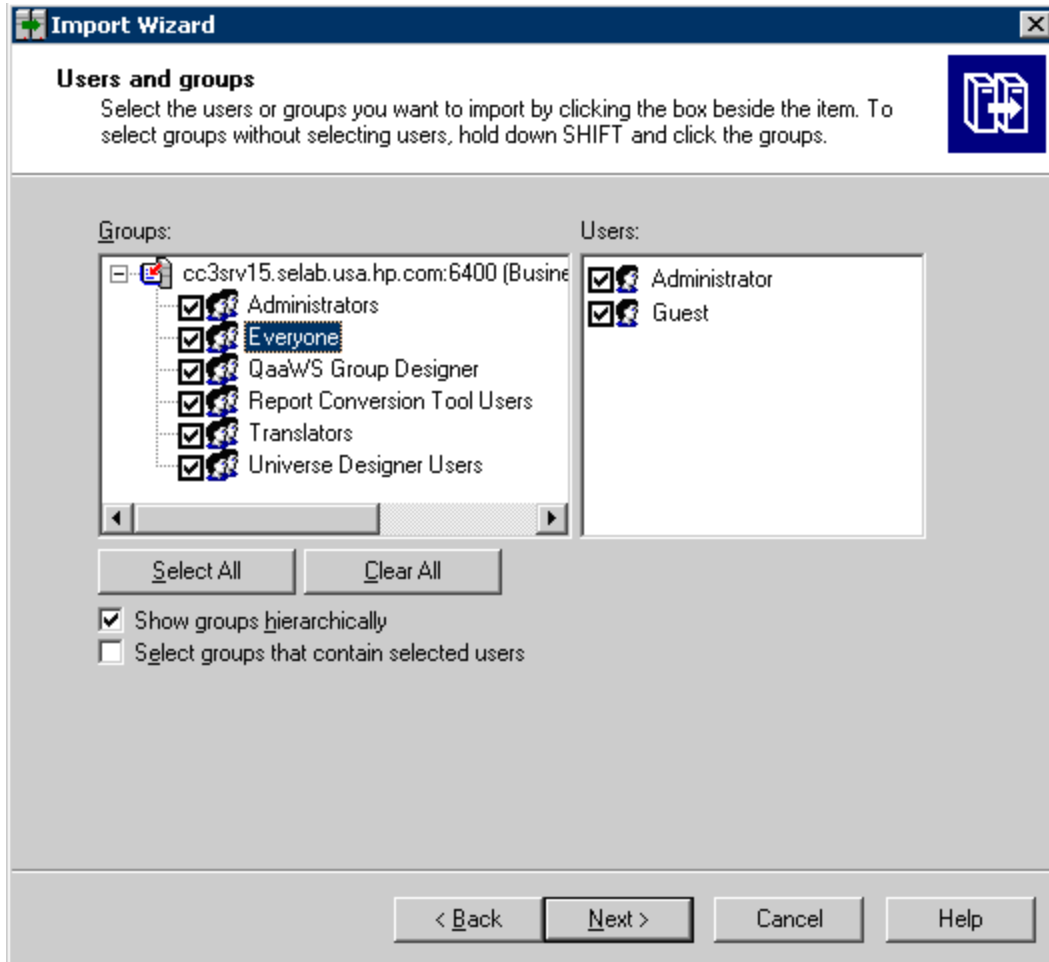 Import Wizard
Users and groups
Select the users or groups you want to import by clicking the box beside the item. To
select groups without selecting users, hold down SHIFT and click the groups.
Groups:
cc3srv15.selab.usa.hp.com:6400 (Busine
Administrators
Everyone
QaaWS Group Designer
Report Conversion Tool Users
Translators
Universe Designer Users
Users:
Administrator
Guest
Select All
Clear All
Show groups hierarchically
Select groups that contain selected users
< Back
Next >
Cancel
Help